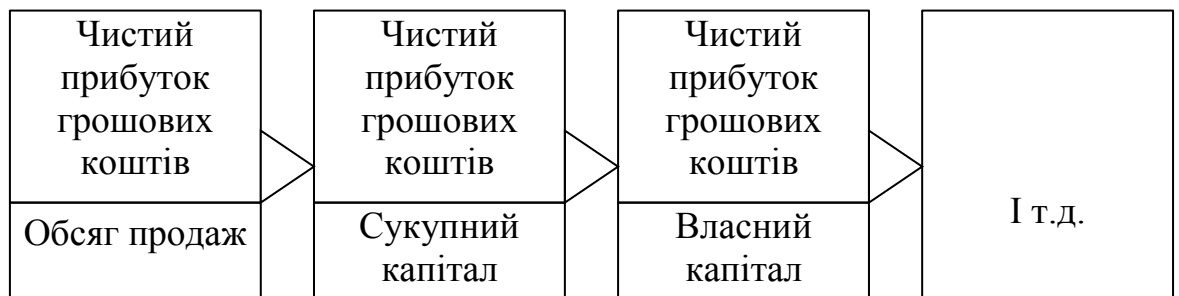 Чистий
прибуток
грошових
коштів
Обсяг продаж
Чистий
прибуток
грошових
коштів
Сукупний
капітал
Чистий
прибуток
грошових
коштів
Власний
капітал
І т.д.